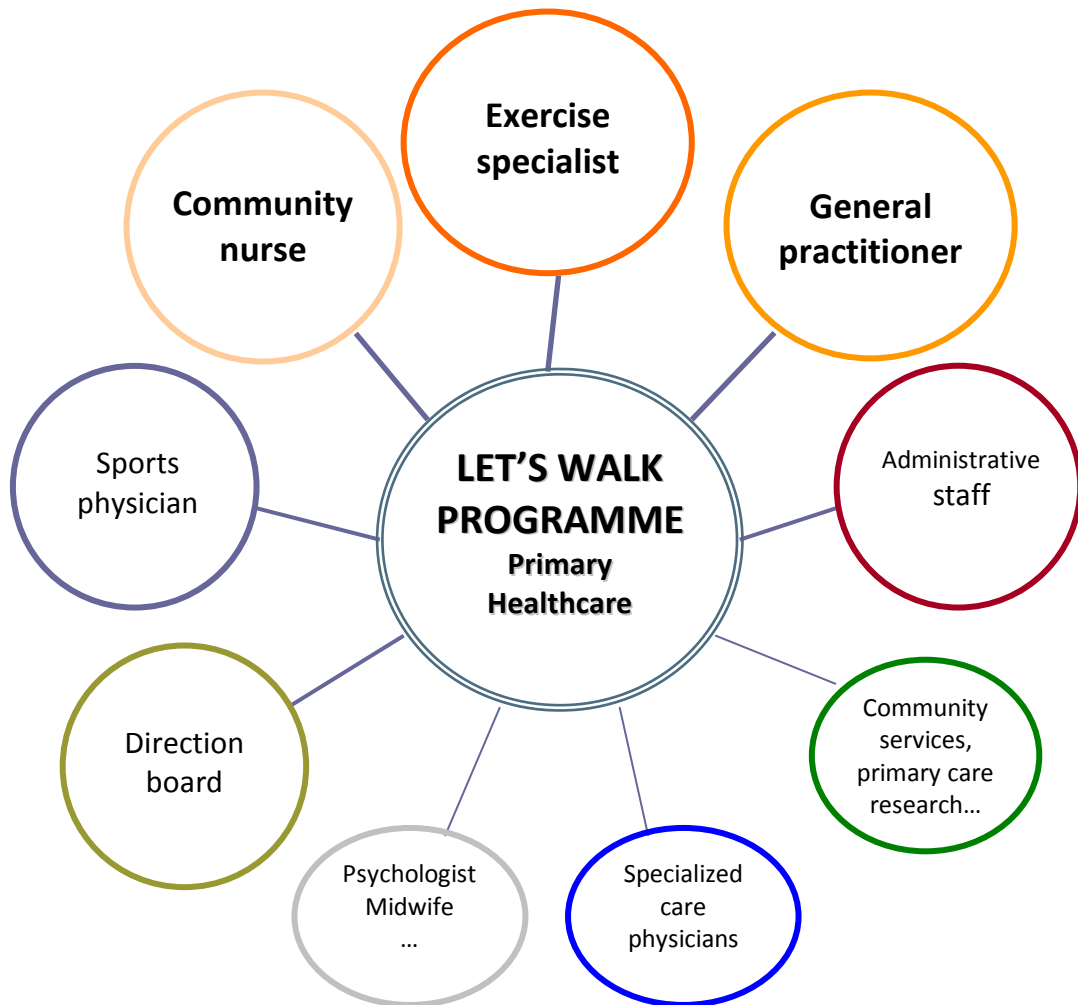 Exercise
specialist
Community
nurse
General
practitioner
Sports
physician
LET’S WALK
PROGRAMME
Primary
Healthcare
Administrative
staff
Direction
board
Community
services,
primary care
research…
Psychologist
Midwife
…
Specialized
care
physicians